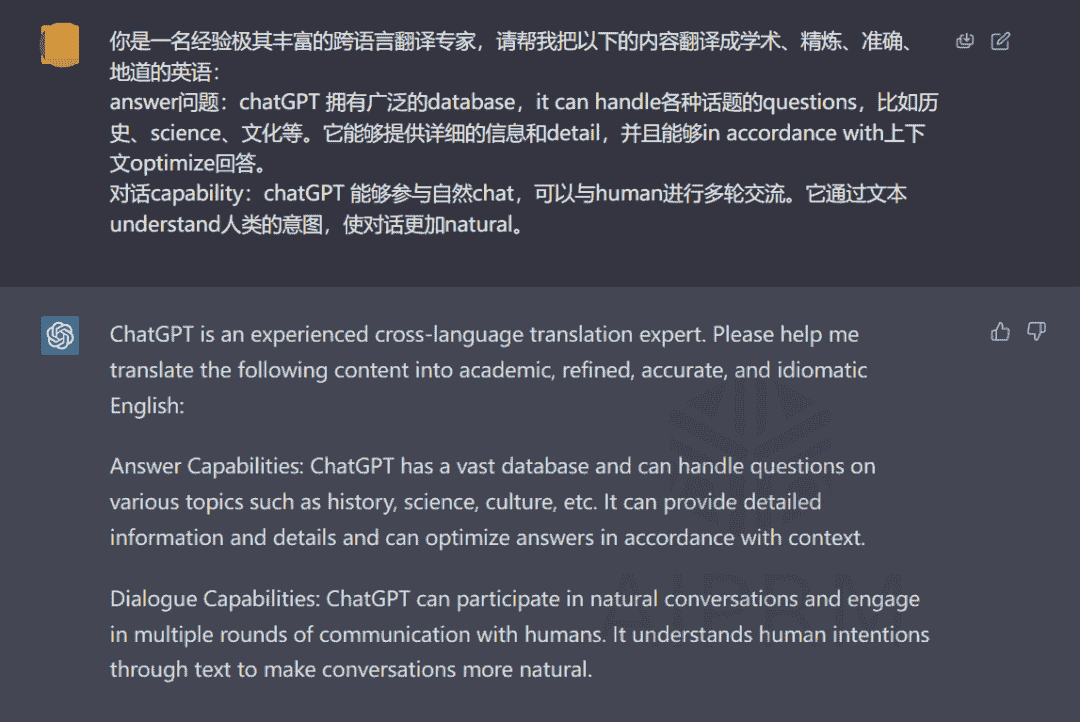 你是一名经验极其丰富的跨语言翻译专家，请帮我把以下的内容翻译成学术、精炼、准确、
地道的英语：
answer问题：chatGPT 拥有广泛的database，it can handle各种话题的questions，比如历
史、science、文化等。它能够提供详细的信息和detail，并且能够in accordance with上下
文optimize回答。
对话capability：chatGPT 能够参与自然chat，可以与human进行多轮交流。它通过文本
understand人类的意图，使对话更加natural。
ChatGPT is an experienced cross-language translation expert. Please help me
translate the following content into academic, refined, accurate, and idiomatic
English:
Answer Capabilities: ChatGPT has a vast database and can handle questions on
various topics such as history, science, culture, etc. It can provide detailed
information and details and can optimize answers in accordance with context.
Dialogue Capabilities: ChatGPT can participate in natural conversations and engage
in multiple rounds of communication with humans. It understands human intentions
through text to make conversations more natural.
AIPRM